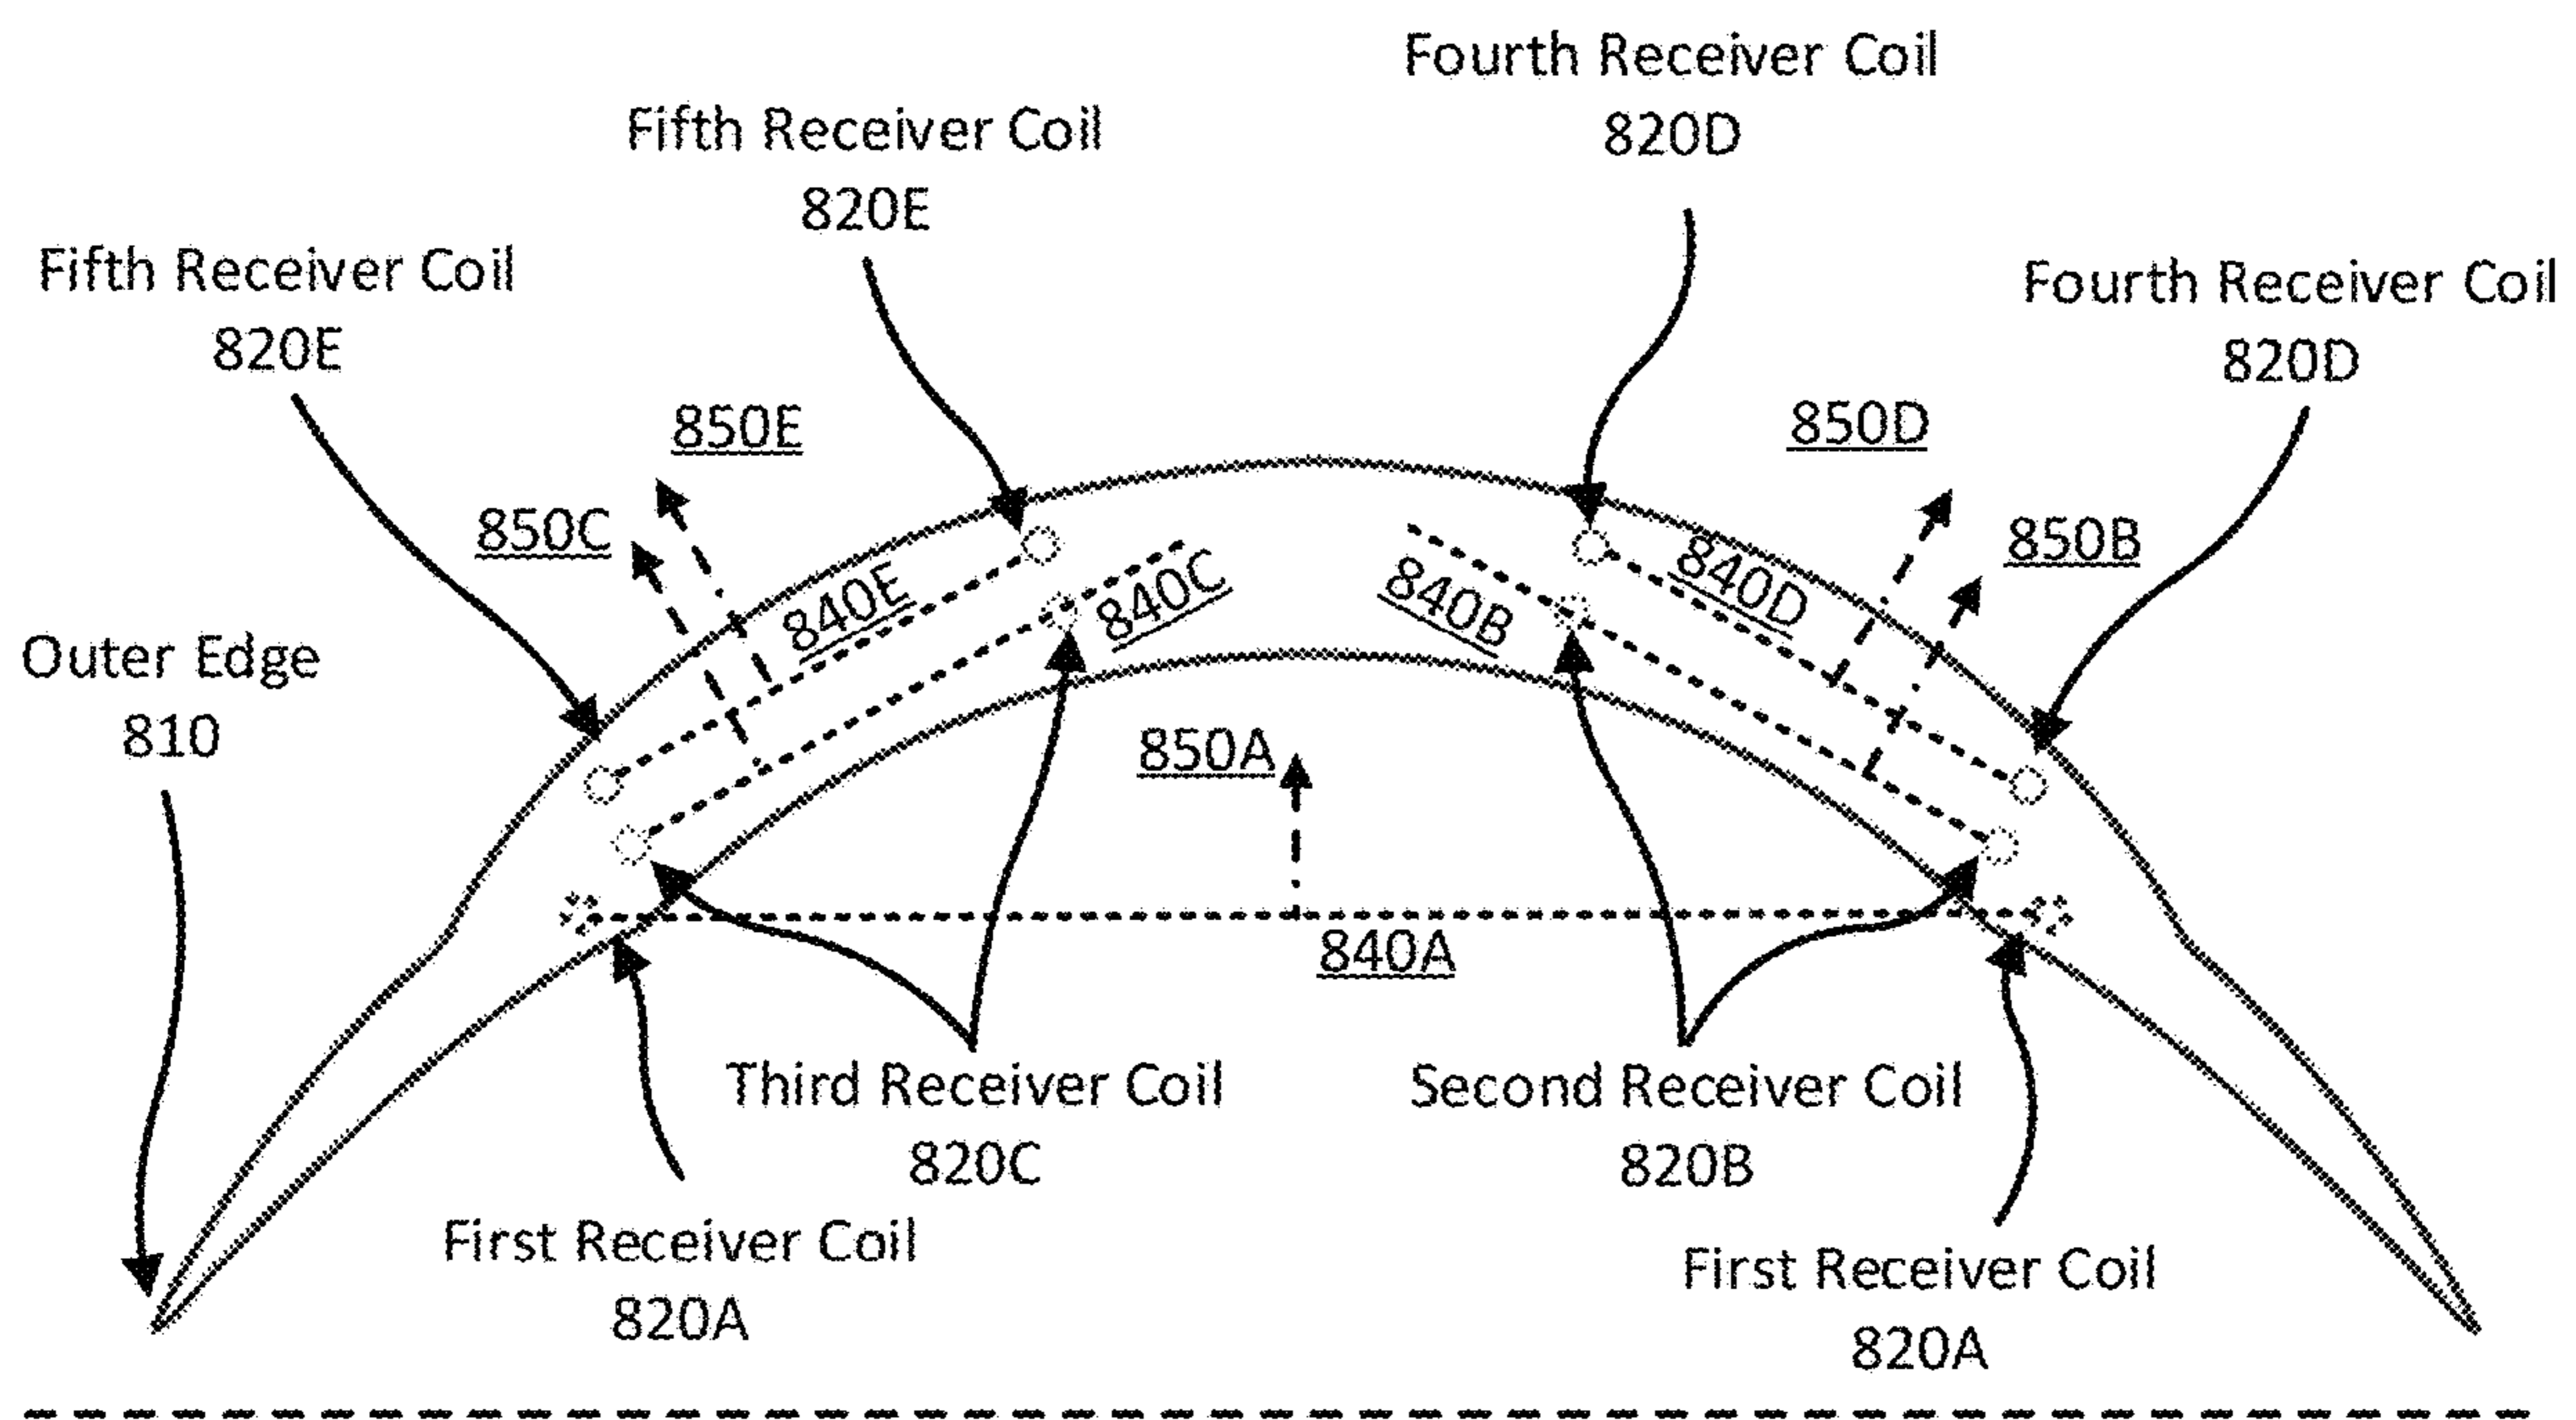 Fourth Receiver Coil
820D
Fifth Receiver Coil
820E
Fifth Receiver Coil
820E
Fourth Receiver Coil
820D
850E
850D
850C
850B
840E
840C
840B
840D
Outer Edge
810
850A
840A
Third Receiver Coil
820C
Second Receiver Coil
820B
First Receiver Coil
820A
First Receiver Coil
820A